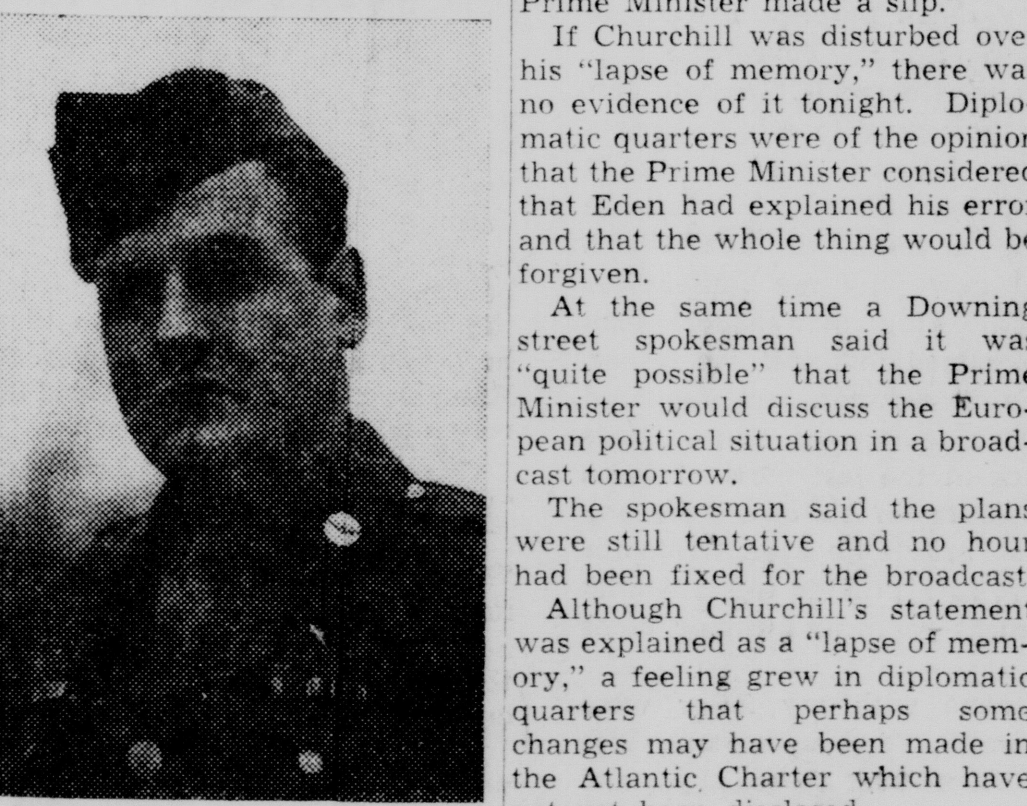 Prime Minister made a slip.
If Churchill was disturbed ove
his “lapse of memory,” there wa
no evidence of it tonight. Diplo-
matic quarters were of the opinion
that the Prime Minister considered
that Eden had explained his error
and that the whole thing would be
forgiven.
At the same time a Downing
street spokesman said it was
“quite possible” that the Prime
Minister would discuss the Euro-
pean political situation in a broad-
cast tomorrow.
The spokesman said the plans
were still tentative and no hour
had been fixed for the broadcast
Although Churchill's statement
was explained as a “lapse of mem-
ory,” a feeling grew in diplomatic
quarters that perhaps some
changes may have been made in
the Atlantic Charter which have